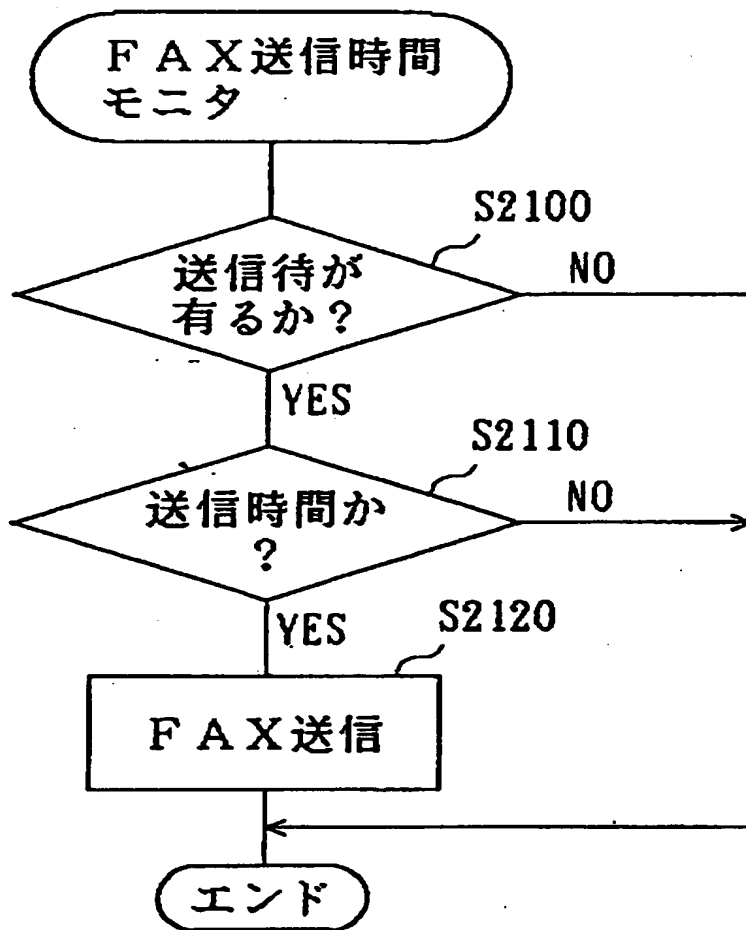 ＦＡＸ送信時間
モニタ
S2100
送信待が
有るか？
NO
YES
S2110
送信時間か
？
NO
YES
S2120
ＦＡＸ送信
エンド